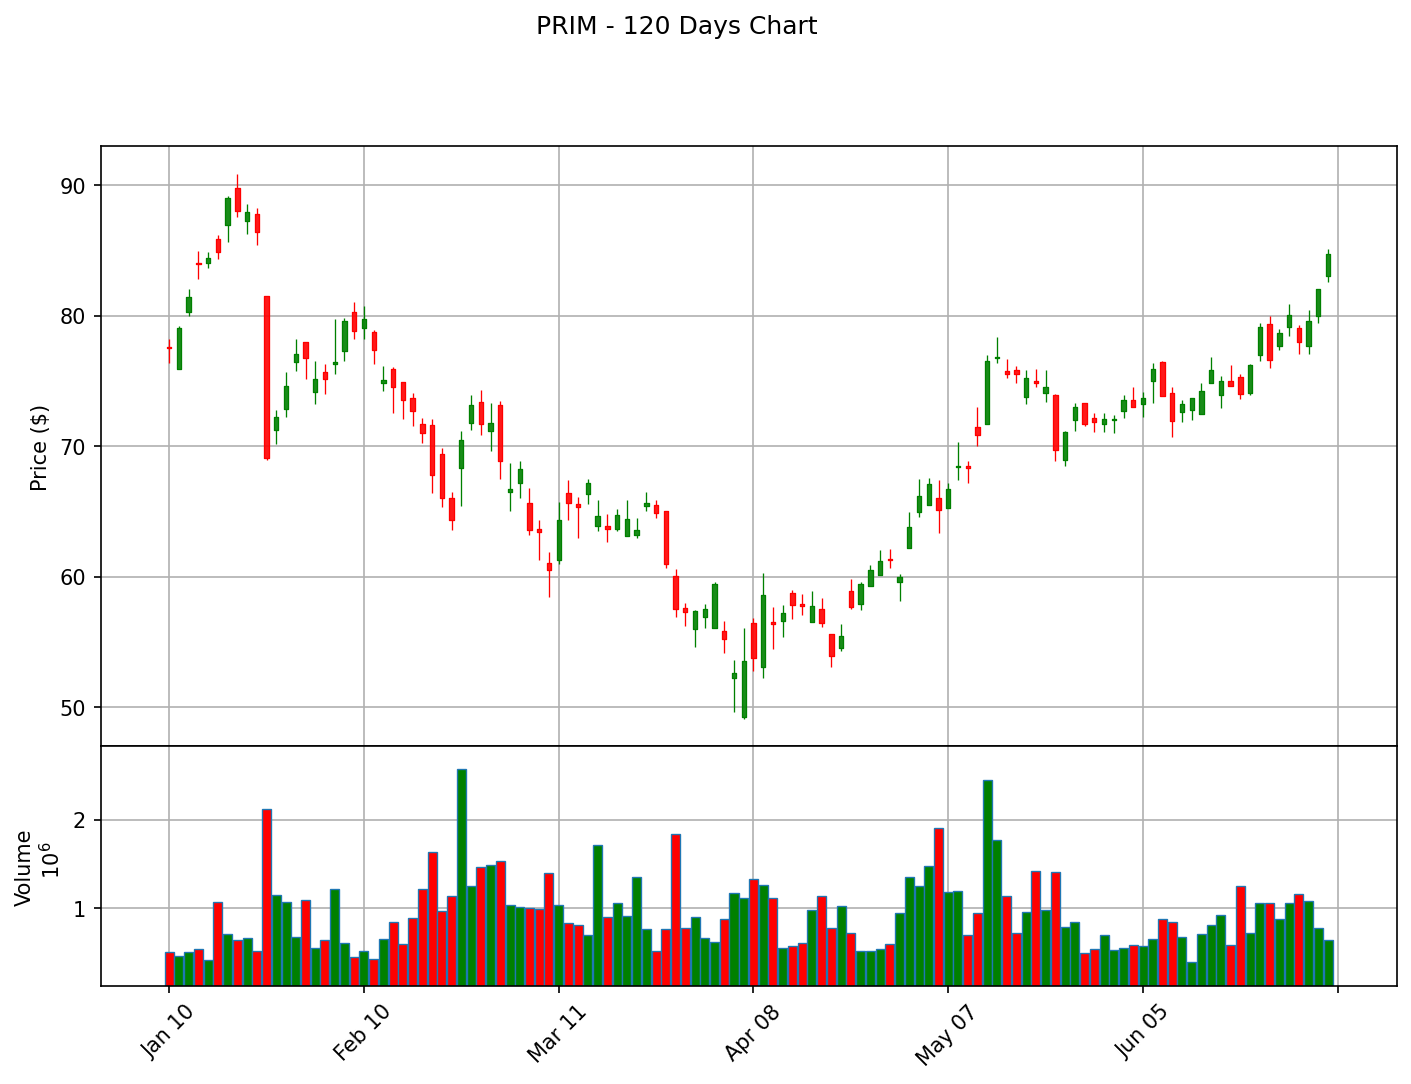 PRIM - 120 Days Chart
90
80
70
60
50
Price ($)
2
1
Volume
10^6
Jan 10
Feb 10
Mar 11
Apr 08
May 07
Jun 05